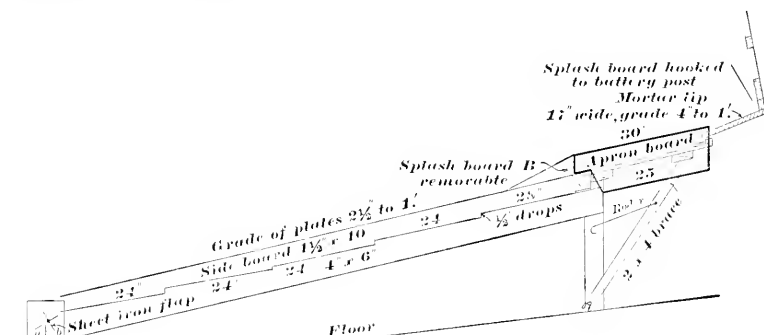 Splash board hooked
to battery post
Mortar lip
17" wide, grade 4" to 1'
30"
Apron board
25
Splash board B
removable
28"
½" drops
24
Grade of plates 2½" to 1'
Side board 1½ x 10
24 4" x 6"
24"
24"
Rod x
2 x 4 brace
Sheet iron flap
Floor